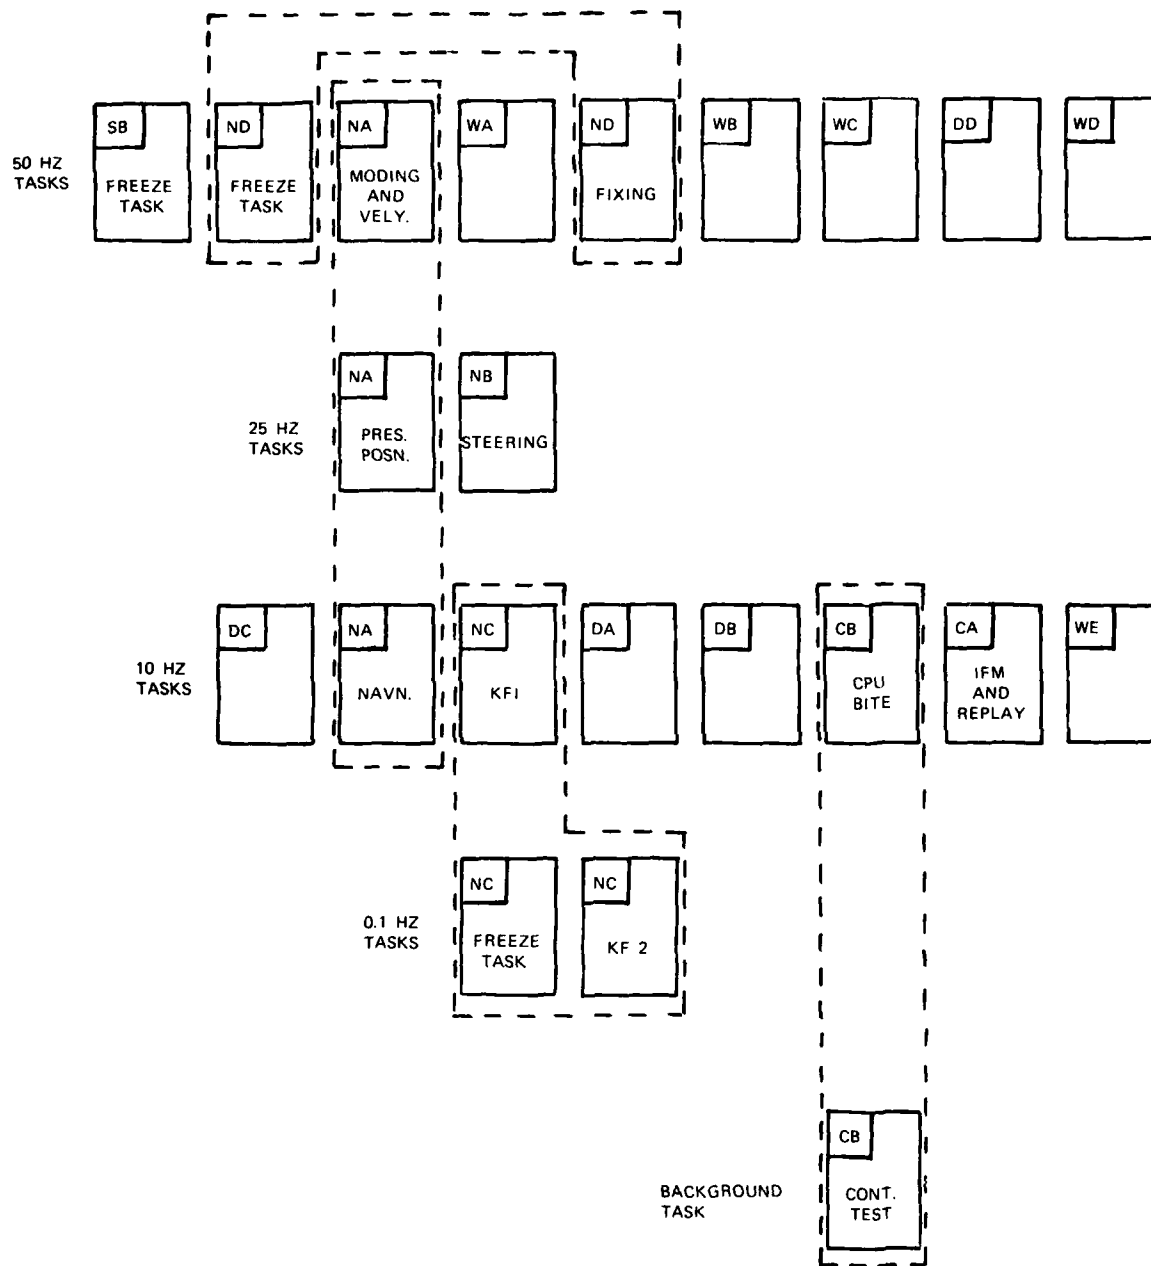 SB
ND
NA
WA
ND
WB
WC
DD
WD
50 HZ
TASKS
FREEZE
TASK
FREEZE
TASK
MODING
AND
VELY.
FIXING
NA
NB
25 HZ
TASKS
PRES.
POSN.
STEERING
DC
NA
NC
DA
DB
CB
CA
WE
10 HZ
TASKS
NAVN.
KF1
CPU
BITE
IFM
AND
REPLAY
NC
NC
0.1 HZ
TASKS
FREEZE
TASK
KF 2
CB
BACKGROUND
TASK
CONT.
TEST